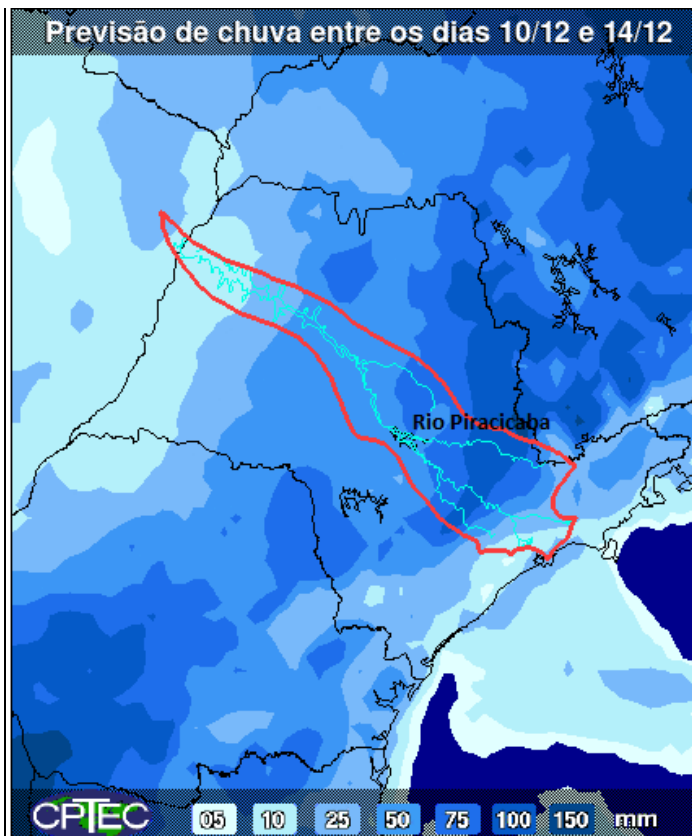 Previsão de chuva entre os dias 10/12 e 14/12
Rio Piracicaba
CPTEC 05 10 25 50 75 100 150 mm